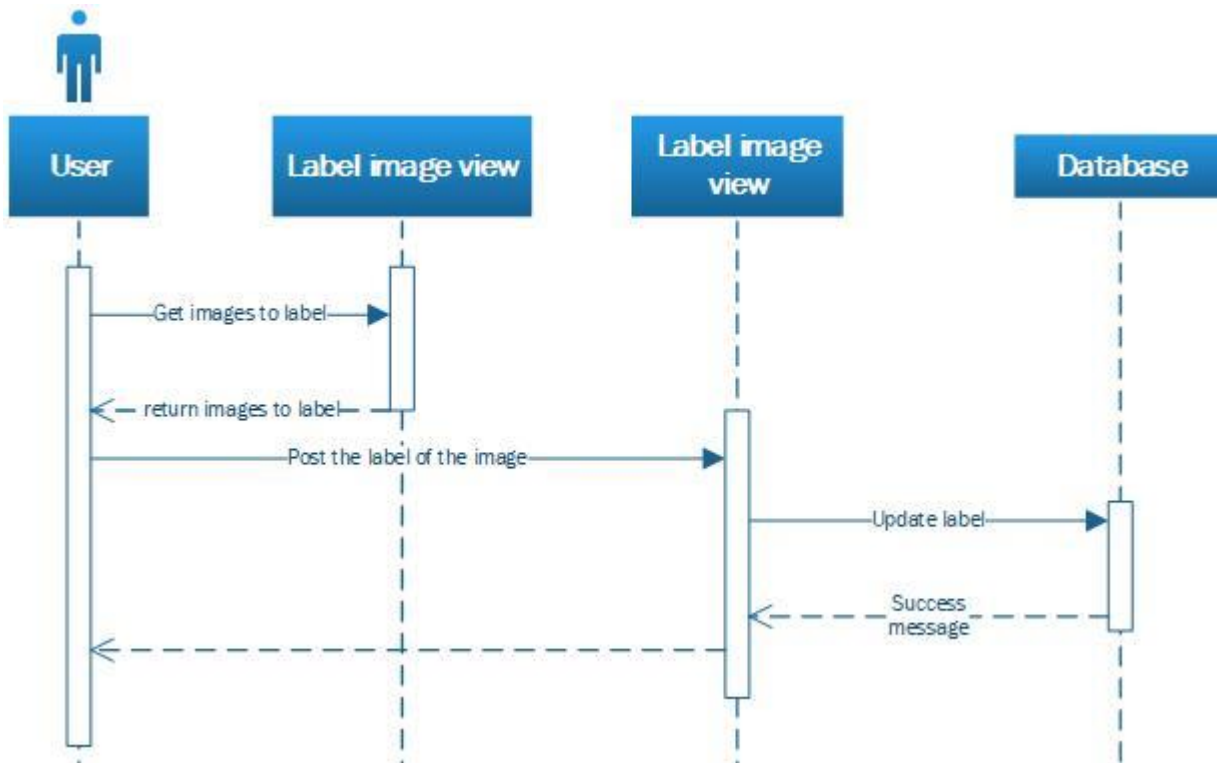 User
Label image view
Label image
view
Database
Get images to label
return images to label
Post the label of the image
Update label
Success
message